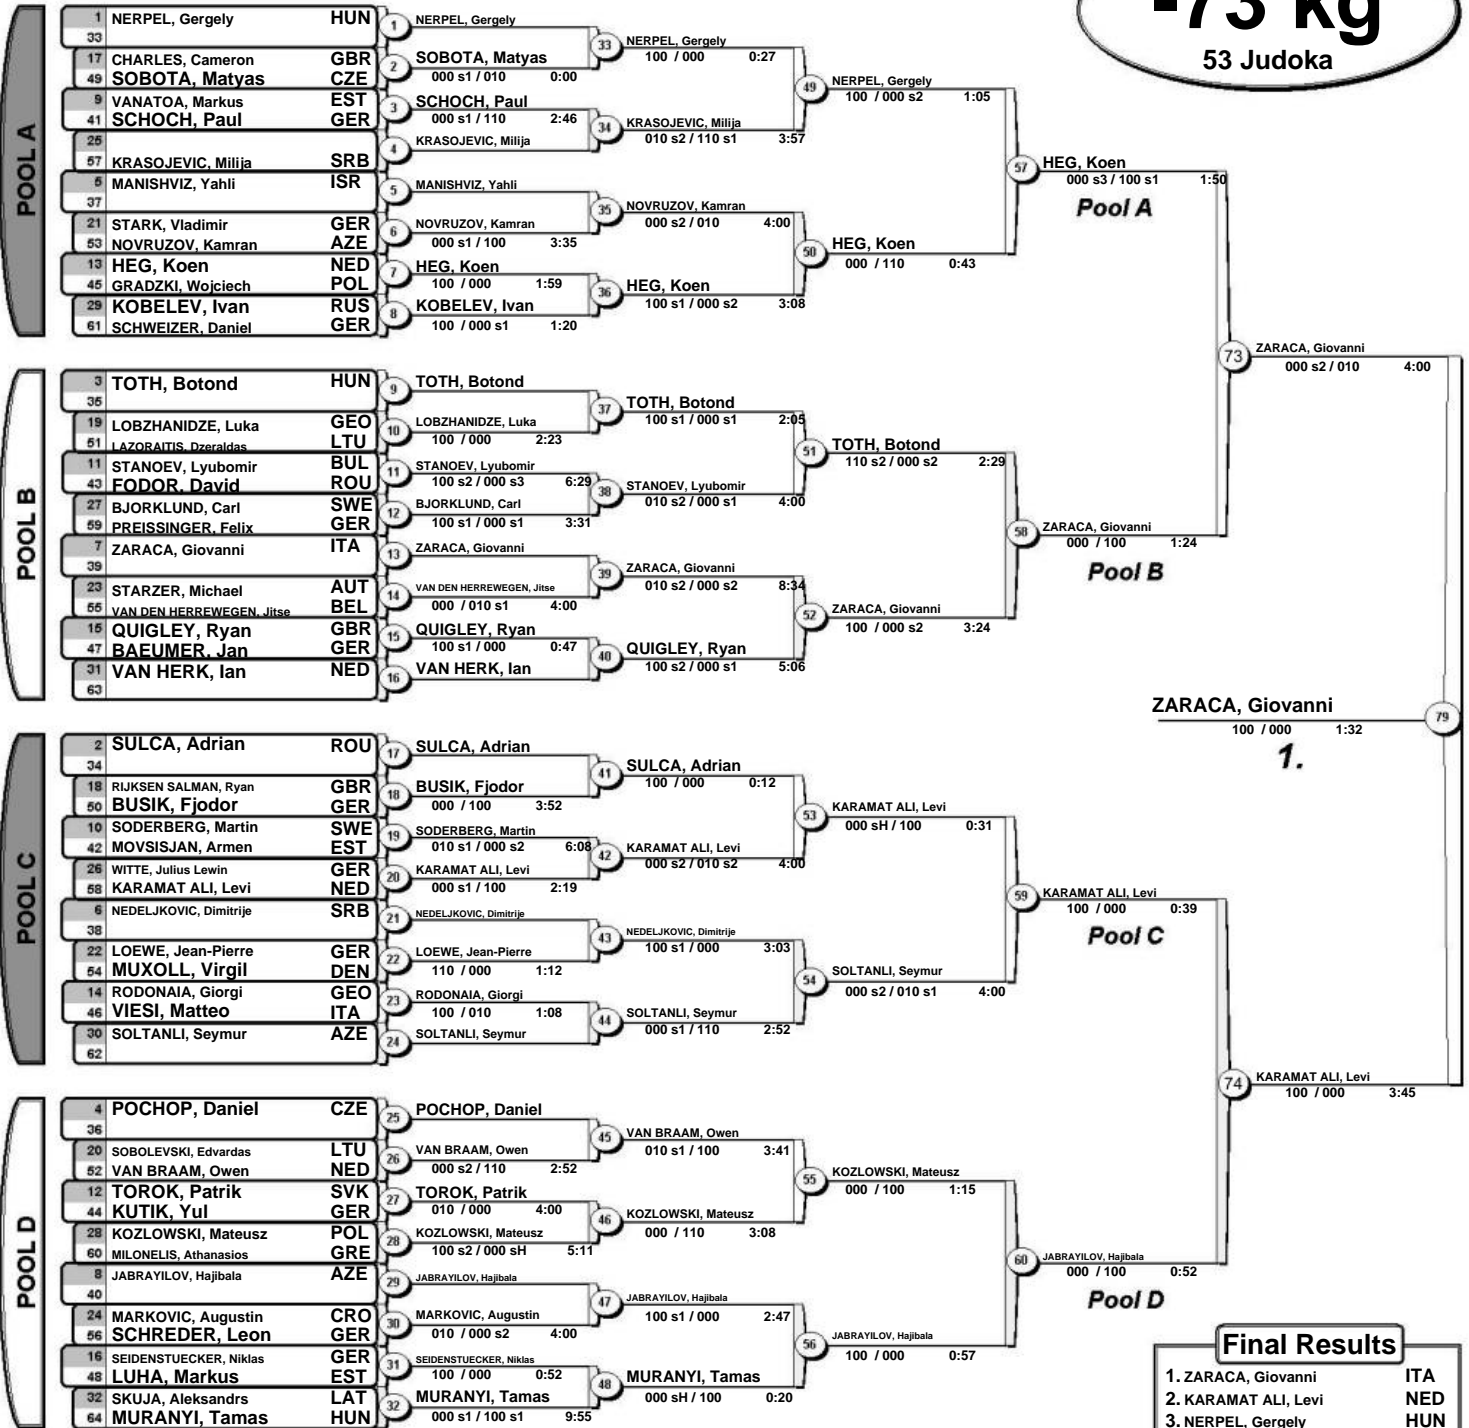 -73 kg
53 Judoka
POOL A
1 NERPEL, Gergely HUN
33
17 CHARLES, Cameron GBR
49 SOBOTA, Matyas CZE
9 VANATOA, Markus EST
41 SCHOCH, Paul GER
25
57 KRASOJEVIC, Milija SRB
5 MANISHVIZ, Yahli ISR
37
21 STARK, Vladimir GER
53 NOVRUZOV, Kamran AZE
13 HEG, Koen NED
45 GRADZKI, Wojciech POL
29 KOBELEV, Ivan RUS
61 SCHWEIZER, Daniel GER
1 NERPEL, Gergely
2 SOBOTA, Matyas
000 s1 / 010 0:00
3 SCHOCH, Paul
000 s1 / 110 2:46
4 KRASOJEVIC, Milija
5 MANISHVIZ, Yahli
6 NOVRUZOV, Kamran
000 s1 / 100 3:35
7 HEG, Koen
100 / 000 1:59
8 KOBELEV, Ivan
100 / 000 s1 1:20
33 NERPEL, Gergely
100 / 000 0:27
34 KRASOJEVIC, Milija
010 s2 / 110 s1 3:57
35 NOVRUZOV, Kamran
000 s2 / 010 4:00
36 HEG, Koen
100 s1 / 000 s2 3:08
49 NERPEL, Gergely
100 / 000 s2 1:05
50 HEG, Koen
000 / 110 0:43
57 HEG, Koen
000 s3 / 100 s1 1:50
Pool A
POOL B
3 TOTH, Botond HUN
35
19 LOBZHANIDZE, Luka GEO
51 LAZORAITIS, Dzeraldas LTU
11 STANOEV, Lyubomir BUL
43 FODOR, David ROU
27 BJORKLUND, Carl SWE
59 PREISSINGER, Felix GER
7 ZARACA, Giovanni ITA
39
23 STARZER, Michael AUT
55 VAN DEN HERREWEGEN, Jitse BEL
15 QUIGLEY, Ryan GBR
47 BAEUMER, Jan GER
31 VAN HERK, Ian NED
63
9 TOTH, Botond
10 LOBZHANIDZE, Luka
100 / 000 2:23
11 STANOEV, Lyubomir
100 s2 / 000 s3 6:29
12 BJORKLUND, Carl
100 s1 / 000 s1 3:31
13 ZARACA, Giovanni
14 VAN DEN HERREWEGEN, Jitse
000 / 010 s1 4:00
15 QUIGLEY, Ryan
100 s1 / 000 0:47
16 VAN HERK, Ian
37 TOTH, Botond
100 s1 / 000 s1 2:05
38 STANOEV, Lyubomir
010 s2 / 000 s1 4:00
39 ZARACA, Giovanni
010 s2 / 000 s2 8:34
40 QUIGLEY, Ryan
100 s2 / 000 s1 5:06
51 TOTH, Botond
110 s2 / 000 s2 2:29
52 ZARACA, Giovanni
100 / 000 s2 3:24
58 ZARACA, Giovanni
000 / 100 1:24
Pool B
73 ZARACA, Giovanni
000 s2 / 010 4:00
ZARACA, Giovanni 79
100 / 000 1:32
1.
POOL C
2 SULCA, Adrian ROU
34
18 RIJKSEN SALMAN, Ryan GBR
50 BUSIK, Fjodor GER
10 SODERBERG, Martin SWE
42 MOVSISJAN, Armen EST
26 WITTE, Julius Lewin GER
58 KARAMAT ALI, Levi NED
6 NEDELJKOVIC, Dimitrije SRB
38
22 LOEWE, Jean-Pierre GER
54 MUXOLL, Virgil DEN
14 RODONAIA, Giorgi GEO
46 VIESI, Matteo ITA
30 SOLTANLI, Seymur AZE
62
17 SULCA, Adrian
18 BUSIK, Fjodor
000 / 100 3:52
19 SODERBERG, Martin
010 s1 / 000 s2 6:08
20 KARAMAT ALI, Levi
000 s1 / 100 2:19
21 NEDELJKOVIC, Dimitrije
22 LOEWE, Jean-Pierre
110 / 000 1:12
23 RODONAIA, Giorgi
100 / 010 1:08
24 SOLTANLI, Seymur
41 SULCA, Adrian
100 / 000 0:12
42 KARAMAT ALI, Levi
000 s2 / 010 s2 4:00
43 NEDELJKOVIC, Dimitrije
100 s1 / 000 3:03
44 SOLTANLI, Seymur
000 s1 / 110 2:52
53 KARAMAT ALI, Levi
000 sH / 100 0:31
54 SOLTANLI, Seymur
000 s2 / 010 s1 4:00
59 KARAMAT ALI, Levi
100 / 000 0:39
Pool C
74 KARAMAT ALI, Levi
100 / 000 3:45
POOL D
4 POCHOP, Daniel CZE
36
20 SOBOLEVSKI, Edvardas LTU
52 VAN BRAAM, Owen NED
12 TOROK, Patrik SVK
44 KUTIK, Yul GER
28 KOZLOWSKI, Mateusz POL
60 MILONELIS, Athanasios GRE
8 JABRAYILOV, Hajibala AZE
40
24 MARKOVIC, Augustin CRO
56 SCHREDER, Leon GER
16 SEIDENSTUECKER, Niklas GER
48 LUHA, Markus EST
32 SKUJA, Aleksandrs LAT
64 MURANYI, Tamas HUN
25 POCHOP, Daniel
26 VAN BRAAM, Owen
000 s2 / 110 2:52
27 TOROK, Patrik
010 / 000 4:00
28 KOZLOWSKI, Mateusz
100 s2 / 000 sH 5:11
29 JABRAYILOV, Hajibala
30 MARKOVIC, Augustin
010 / 000 s2 4:00
31 SEIDENSTUECKER, Niklas
100 / 000 0:52
32 MURANYI, Tamas
000 s1 / 100 s1 9:55
45 VAN BRAAM, Owen
010 s1 / 100 3:41
46 KOZLOWSKI, Mateusz
000 / 110 3:08
47 JABRAYILOV, Hajibala
100 s1 / 000 2:47
48 MURANYI, Tamas
000 sH / 100 0:20
55 KOZLOWSKI, Mateusz
000 / 100 1:15
56 JABRAYILOV, Hajibala
100 / 000 0:57
60 JABRAYILOV, Hajibala
000 / 100 0:52
Pool D
Final Results
1. ZARACA, Giovanni ITA
2. KARAMAT ALI, Levi NED
3. NERPEL, Gergely HUN